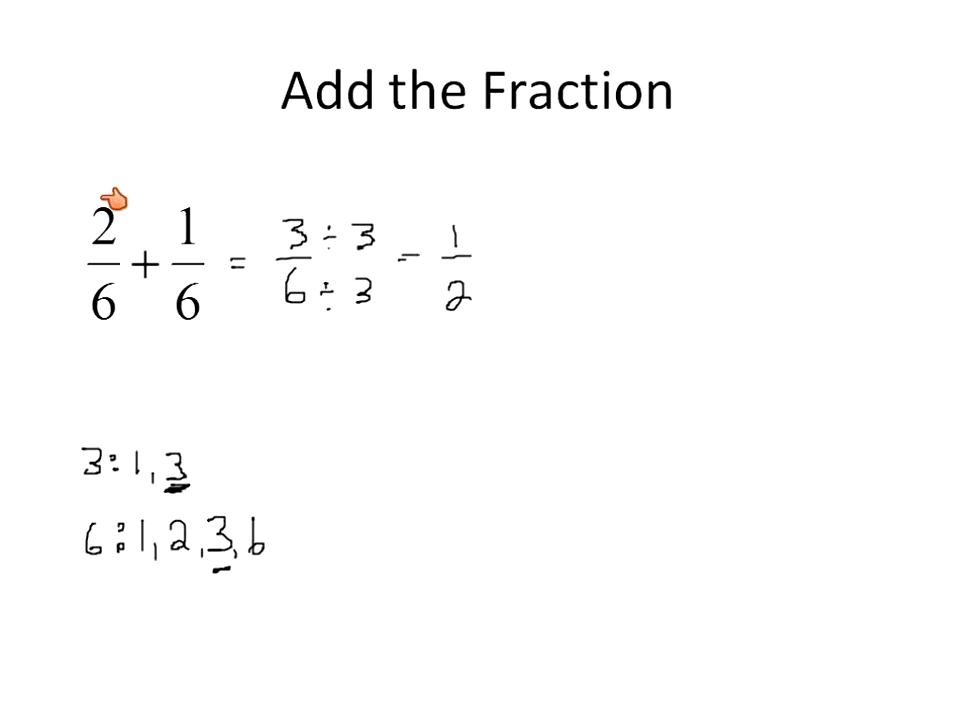 Add the Fraction
2/6 + 1/6 = 3 ÷ 3 / 6 ÷ 3 = 1/2
3: 1, 3
6: 1, 2, 3, 6